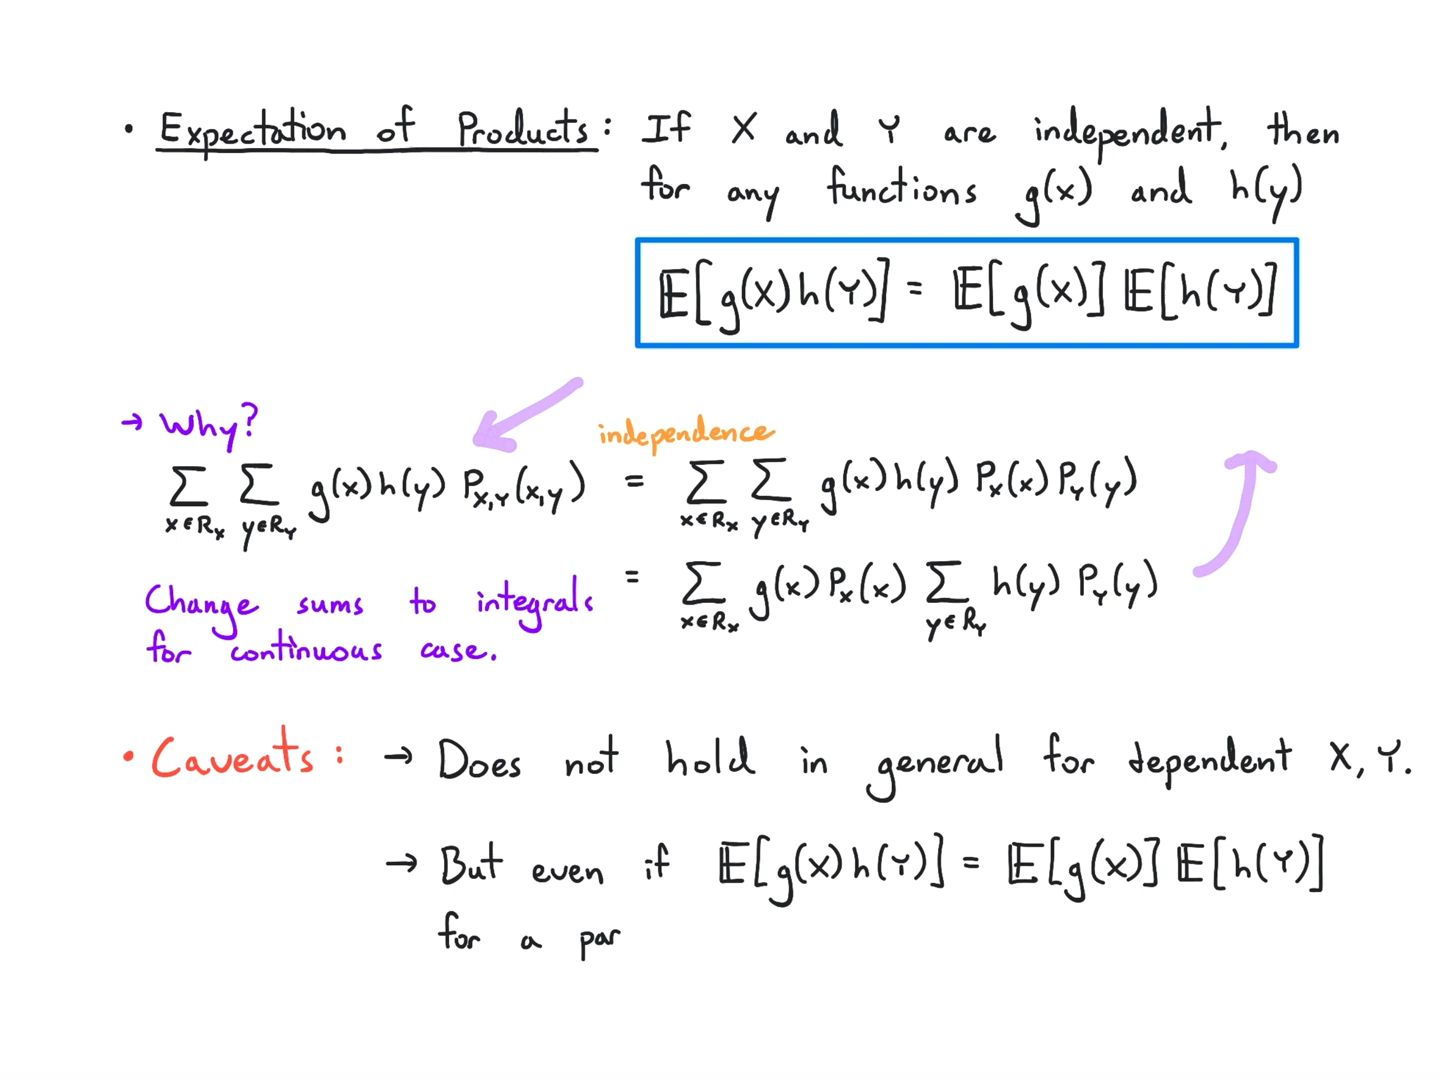 • Expectation of Products: If X and Y are independent, then
for any functions g(x) and h(y)
𝔼[g(X)h(Y)] = 𝔼[g(X)] 𝔼[h(Y)]
→ Why?
independence
∑_{x∈R_X} ∑_{y∈R_Y} g(x)h(y) P_{X,Y}(x,y) = ∑_{x∈R_X} ∑_{y∈R_Y} g(x)h(y) P_X(x) P_Y(y)
= ∑_{x∈R_X} g(x) P_X(x) ∑_{y∈R_Y} h(y) P_Y(y)
Change sums to integrals
for continuous case.
• Caveats: → Does not hold in general for dependent X, Y.
→ But even if 𝔼[g(X)h(Y)] = 𝔼[g(X)] 𝔼[h(Y)]
for a par